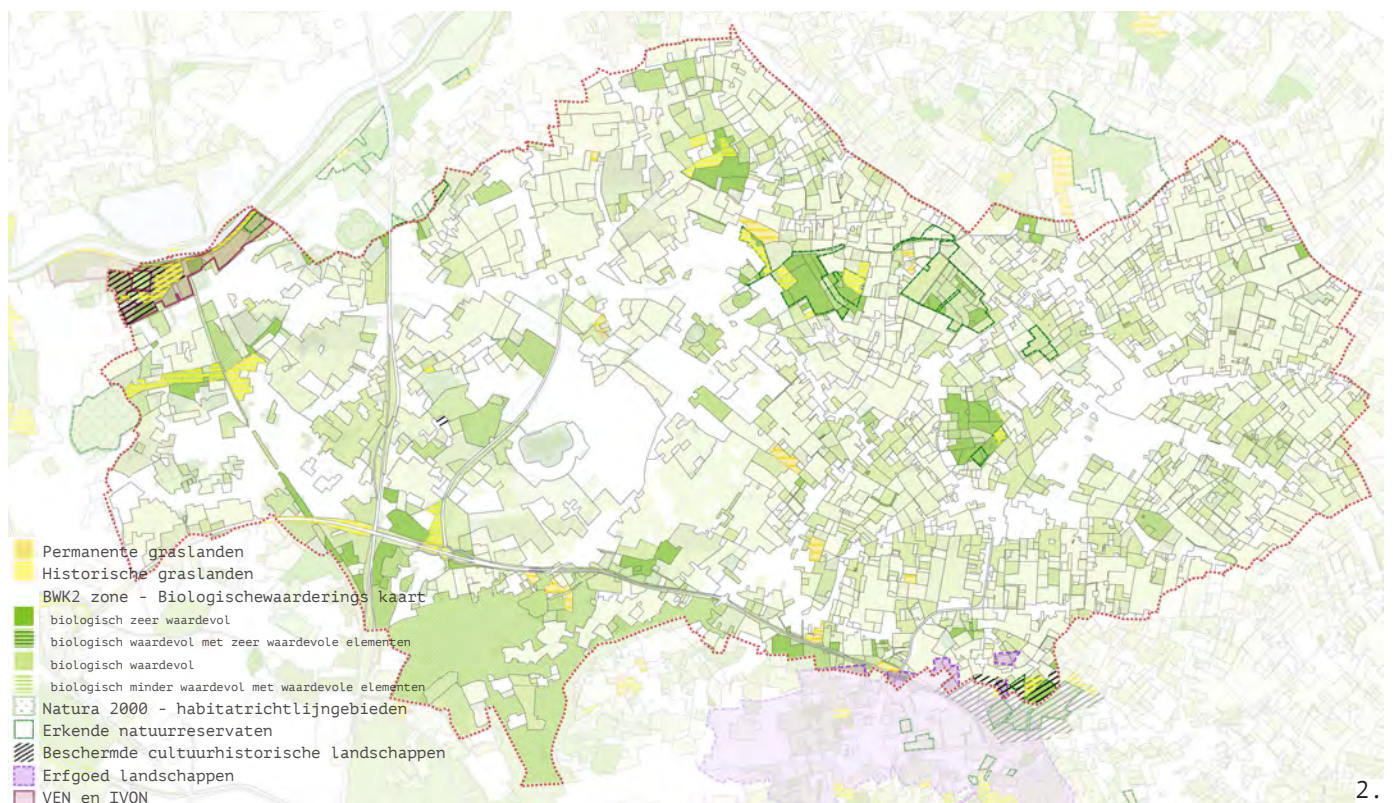 Permanente graslanden
Historische graslanden
BWK2 zone - Biologischewaarderings kaart
biologisch zeer waardevol
biologisch waardevol met zeer waardevole elementen
biologisch waardevol
biologisch minder waardevol met waardevole elementen
Natura 2000 - habitatrichtlijngebieden
Erkende natuurreservaten
Beschermde cultuurhistorische landschappen
Erfgoed landschappen
VEN en IVON
2.